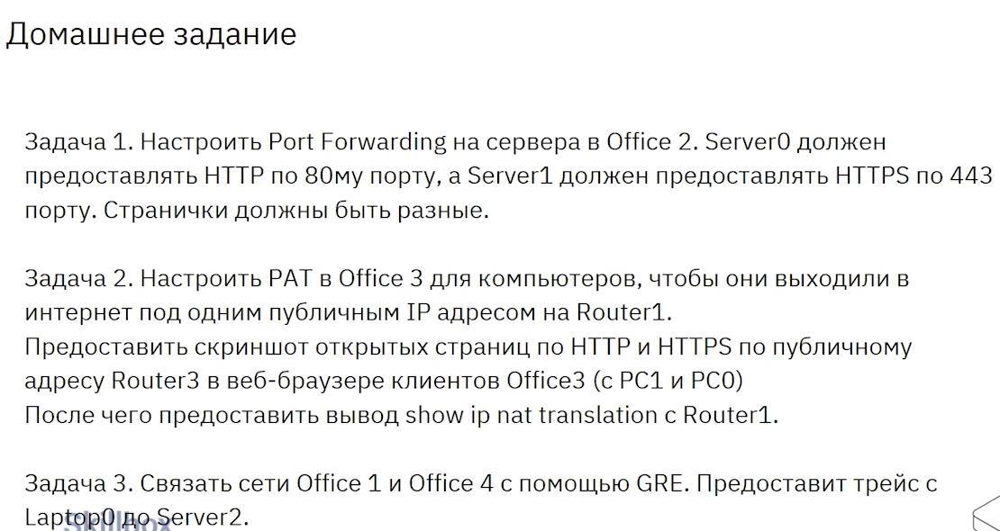 Домашнее задание
Задача 1. Настроить Port Forwarding на сервера в Office 2. Server0 должен
предоставлять HTTP по 80му порту, а Server1 должен предоставлять HTTPS по 443
порту. Странички должны быть разные.
Задача 2. Настроить PAT в Office 3 для компьютеров, чтобы они выходили в
интернет под одним публичным IP адресом на Router1.
Предоставить скриншот открытых страниц по HTTP и HTTPS по публичному
адресу Router3 в веб-браузере клиентов Office3 (с PC1 и PC0)
После чего предоставить вывод show ip nat translation с Router1.
Задача 3. Связать сети Office 1 и Office 4 с помощью GRE. Предоставит трейс с
Laptop0 до Server2.
Skillbox